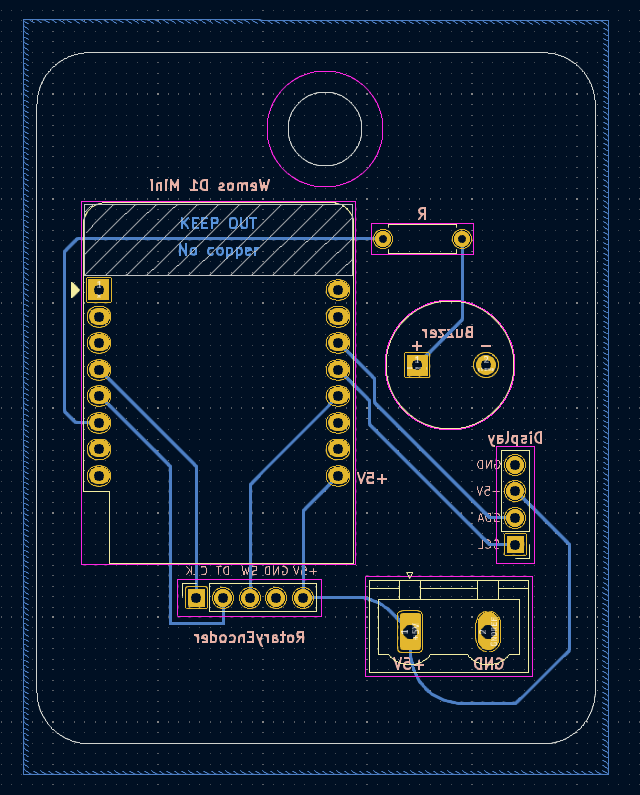 Wemos D1 Mini
R
KEEP OUT
No copper
Buzzer
+ −
Display
GND
+5V
+5V
SDA
SCL
CLK DT SW GND +5V
RotaryEncoder
+5V GND